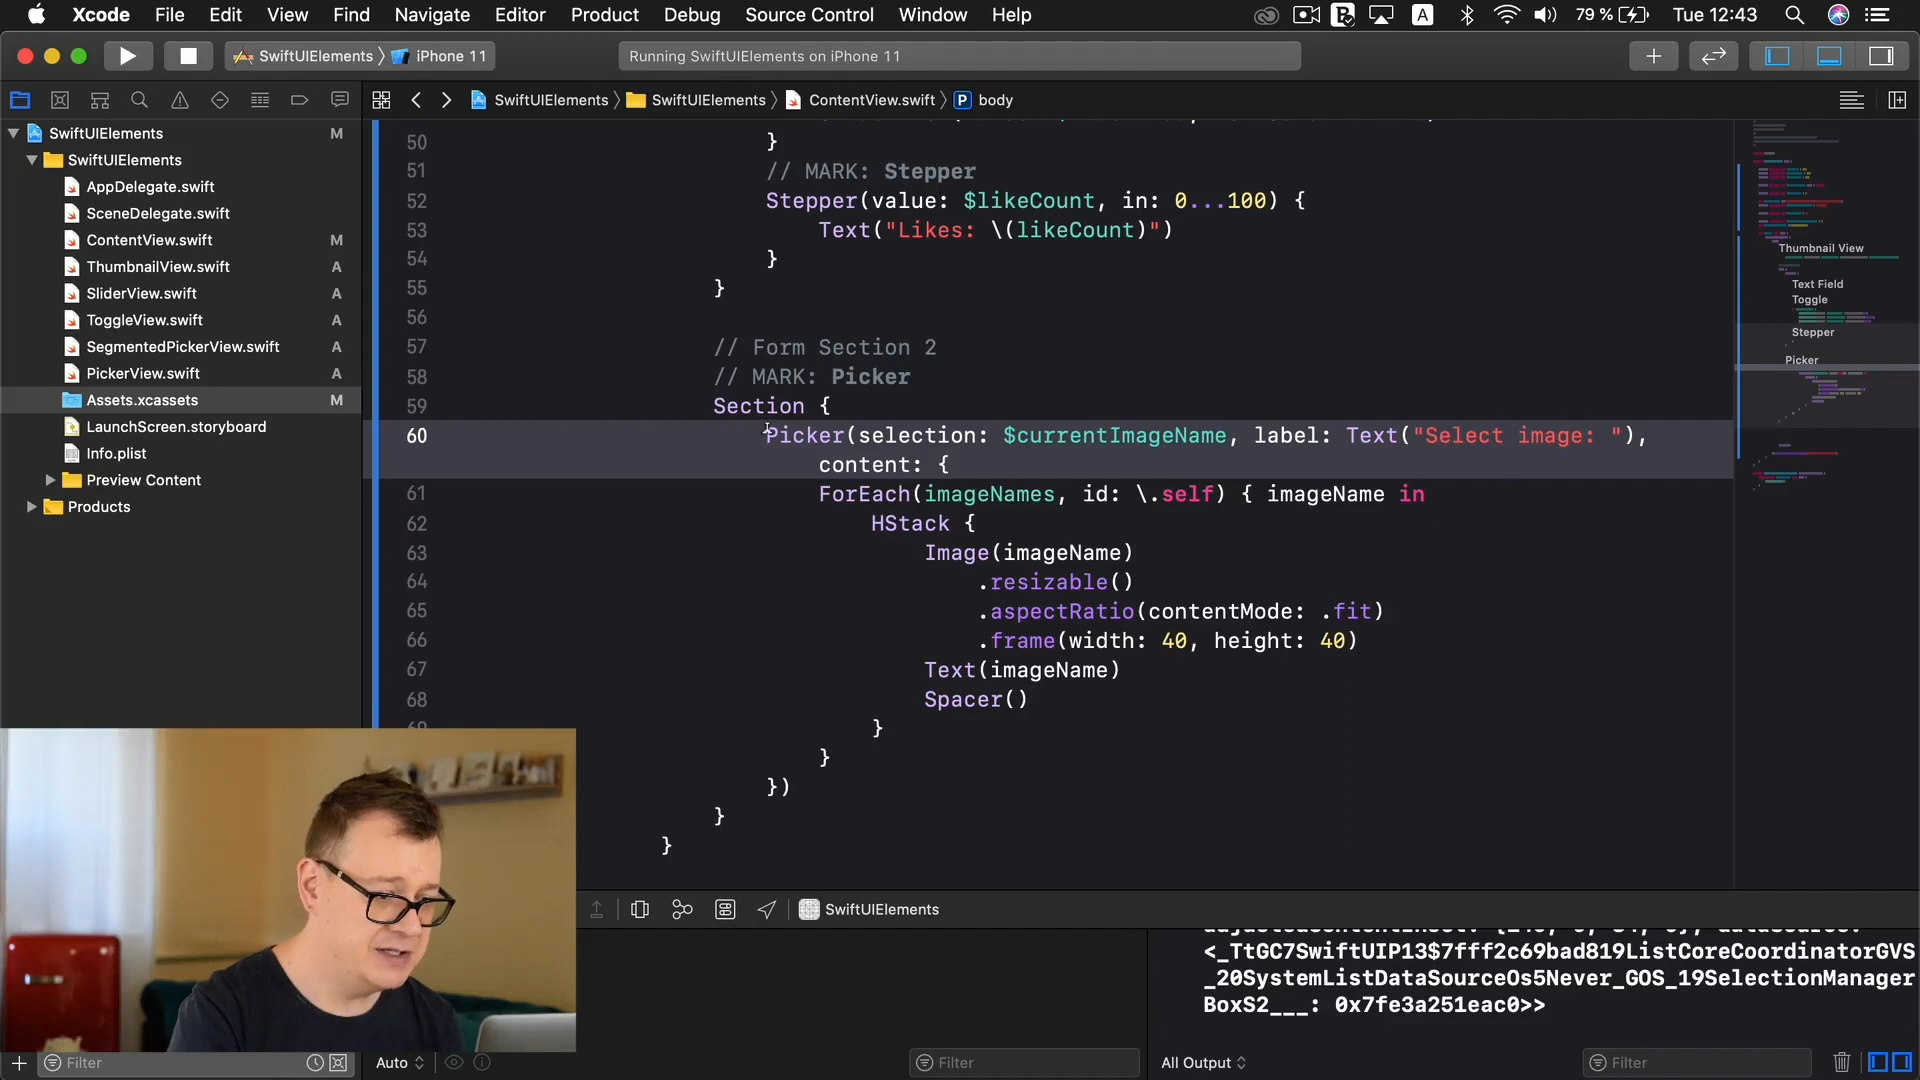 Xcode File Edit View Find Navigate Editor Product Debug Source Control Window Help A 79 % Tue 12:43
SwiftUIElements iPhone 11 Running SwiftUIElements on iPhone 11
SwiftUIElements SwiftUIElements ContentView.swift P body
SwiftUIElements M
SwiftUIElements
AppDelegate.swift
SceneDelegate.swift
ContentView.swift M
ThumbnailView.swift A
SliderView.swift A
ToggleView.swift A
SegmentedPickerView.swift A
PickerView.swift A
Assets.xcassets M
LaunchScreen.storyboard
Info.plist
Preview Content
Products
50 }
51 // MARK: Stepper
52 Stepper(value: $likeCount, in: 0...100) {
53 Text("Likes: \(likeCount)")
54 }
55 }
56
57 // Form Section 2
58 // MARK: Picker
59 Section {
60 Picker(selection: $currentImageName, label: Text("Select image: "),
content: {
61 ForEach(imageNames, id: \.self) { imageName in
62 HStack {
63 Image(imageName)
64 .resizable()
65 .aspectRatio(contentMode: .fit)
66 .frame(width: 40, height: 40)
67 Text(imageName)
68 Spacer()
}
}
})
}
}
Thumbnail View
Text Field
Toggle
Stepper
Picker
SwiftUIElements
<_TtGC7SwiftUIP13$7fff2c69bad819ListCoreCoordinatorGVS
_20SystemListDataSourceOs5Never_GOS_19SelectionManager
BoxS2___: 0x7fe3a251eac0>>
Filter Auto Filter All Output Filter